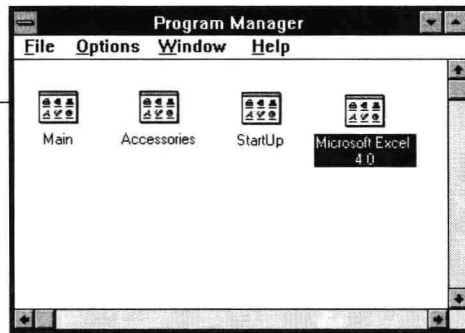 Program Manager
File Options Window Help
Main Accessories StartUp Microsoft Excel
4.0